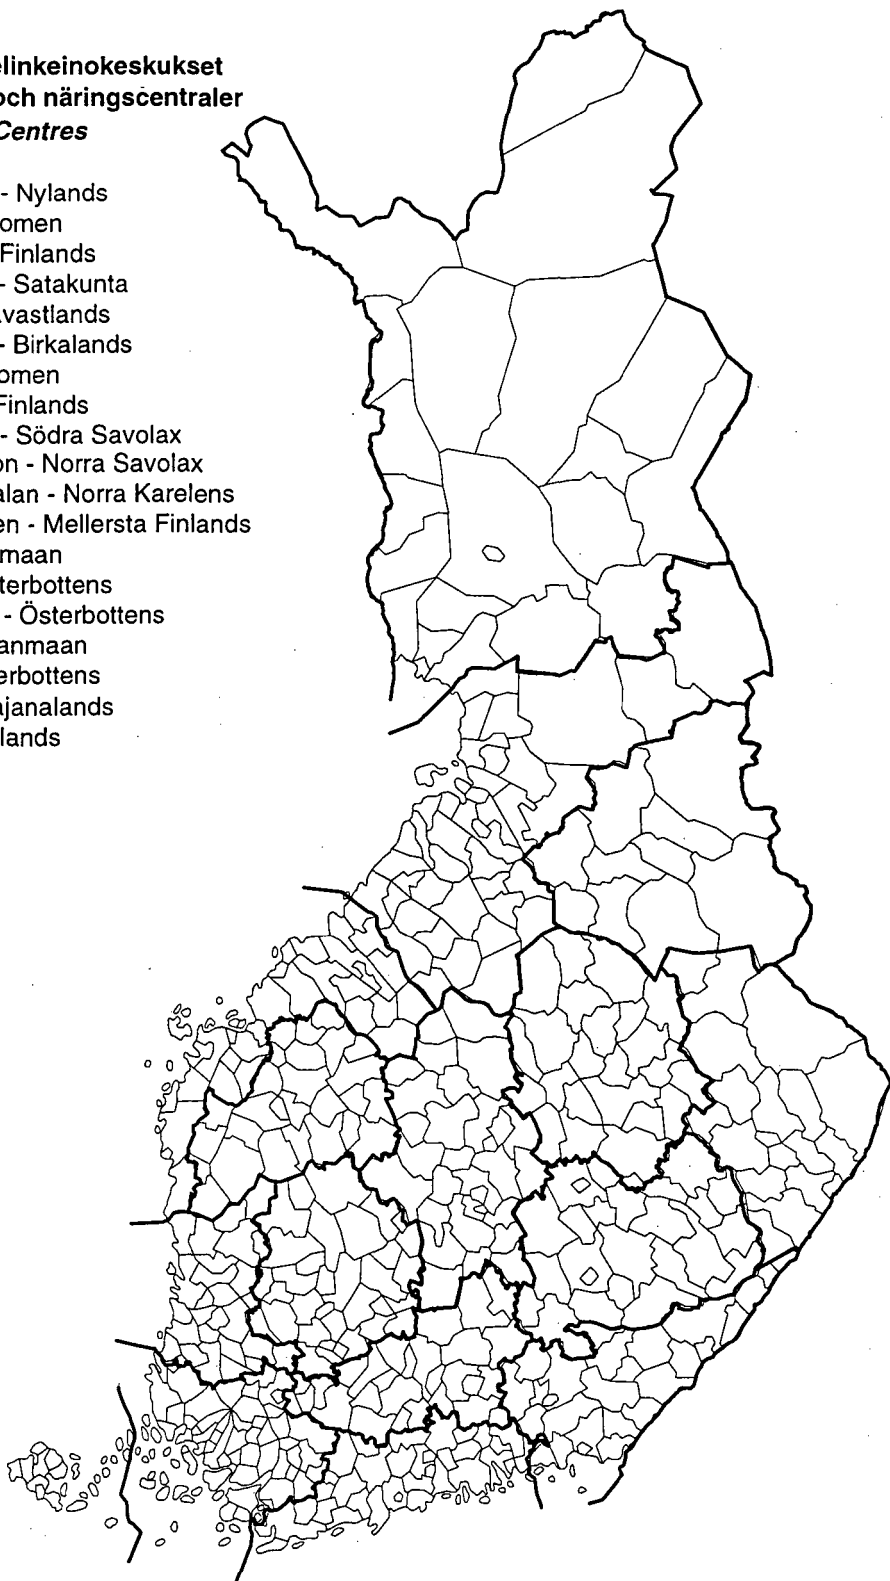 elinkeinokeskukset
och näringscentraler
Centres
- Nylands
omen
Finlands
- Satakunta
vastlands
- Birkalands
omen
Finlands
- Södra Savolax
on - Norra Savolax
alan - Norra Karelens
en - Mellersta Finlands
maan
terbottens
- Österbottens
anmaan
erbottens
ajanalands
lands